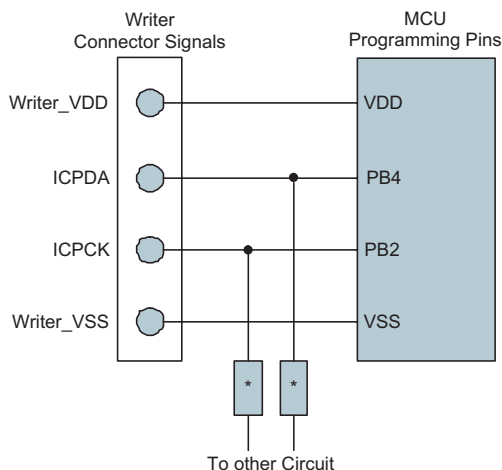 Writer
Connector Signals
MCU
Programming Pins
Writer_VDD
VDD
ICPDA
PB4
ICPCK
PB2
Writer_VSS
VSS
*
*
To other Circuit